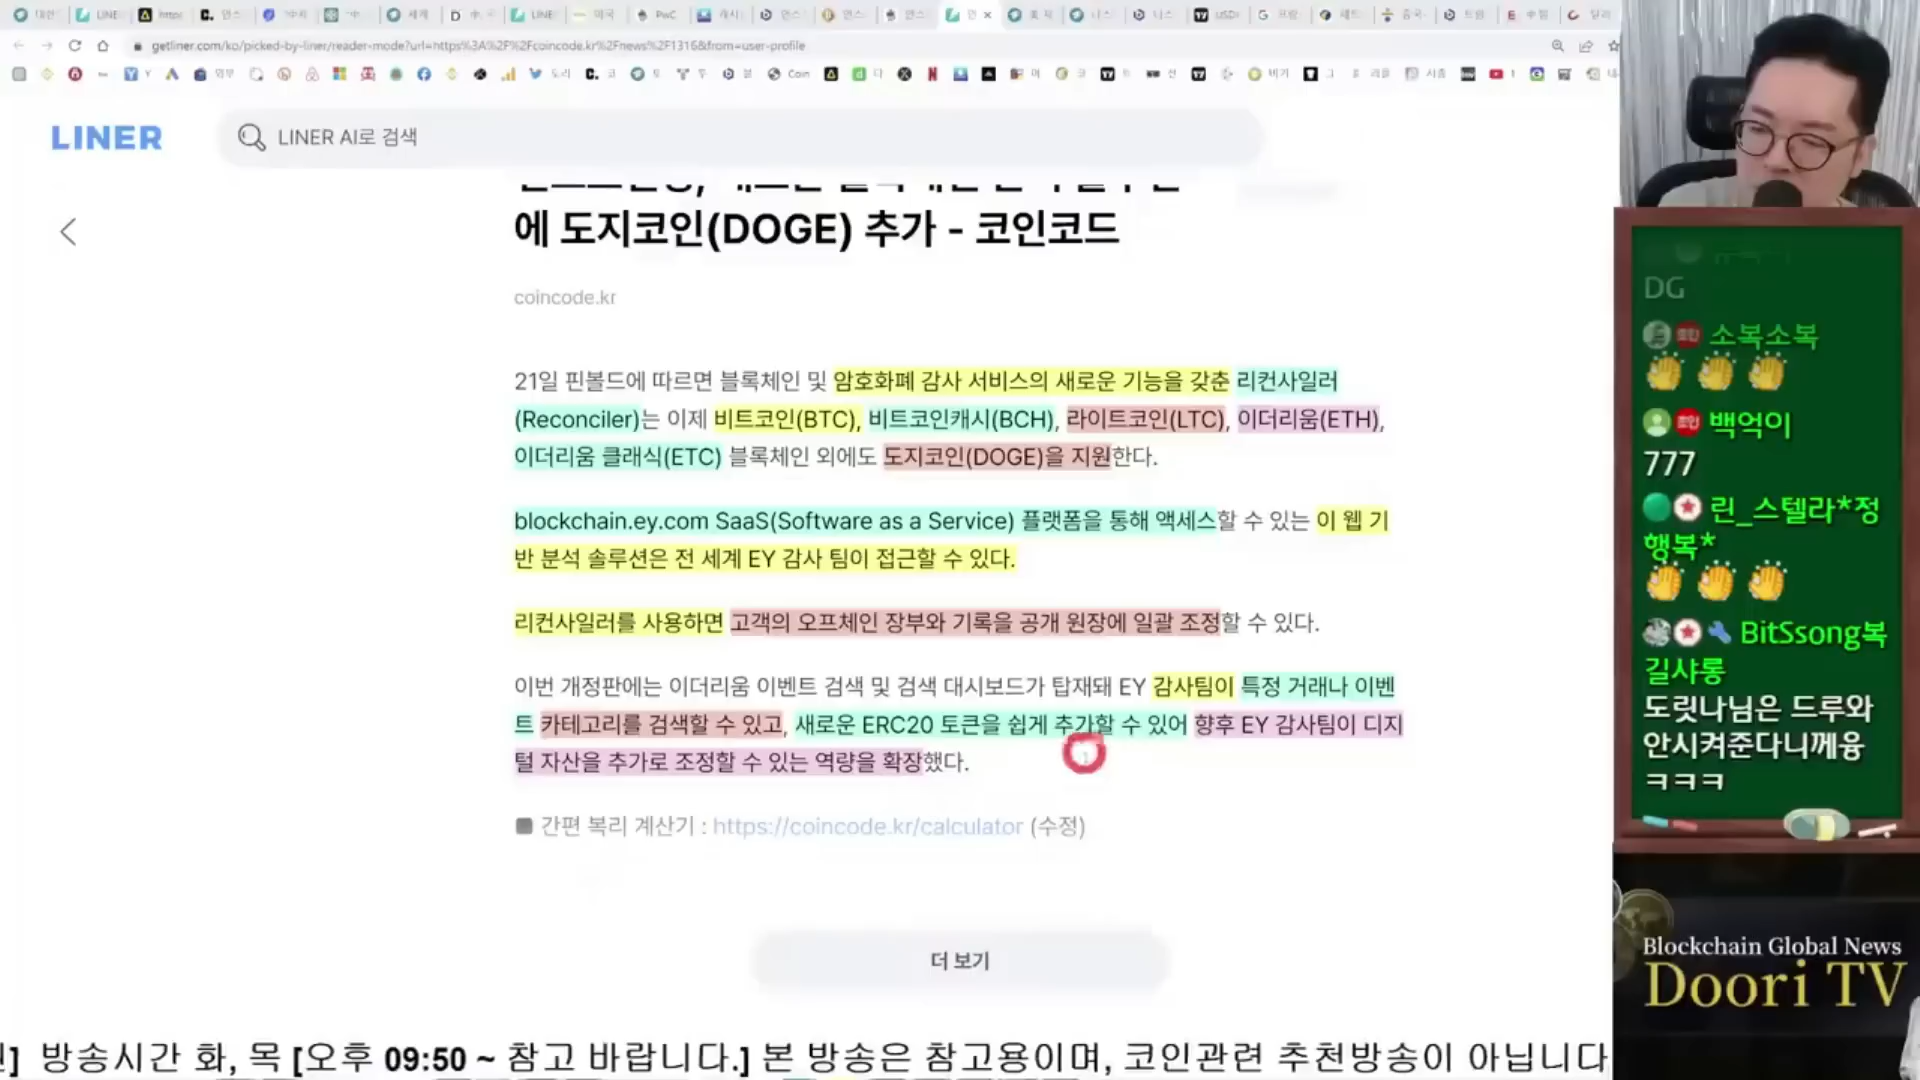 getliner.com/ko/picked-by-liner/reader-mode?url=https%3A%2F%2Fcoincode.kr%2Fnews%2F1316&from=user-profile
LINER
LINER AI로 검색
에 도지코인(DOGE) 추가 - 코인코드
coincode.kr
21일 핀볼드에 따르면 블록체인 및 암호화폐 감사 서비스의 새로운 기능을 갖춘 리컨사일러
(Reconciler)는 이제 비트코인(BTC), 비트코인캐시(BCH), 라이트코인(LTC), 이더리움(ETH),
이더리움 클래식(ETC) 블록체인 외에도 도지코인(DOGE)을 지원한다.
blockchain.ey.com SaaS(Software as a Service) 플랫폼을 통해 액세스할 수 있는 이 웹 기
반 분석 솔루션은 전 세계 EY 감사 팀이 접근할 수 있다.
리컨사일러를 사용하면 고객의 오프체인 장부와 기록을 공개 원장에 일괄 조정할 수 있다.
이번 개정판에는 이더리움 이벤트 검색 및 검색 대시보드가 탑재돼 EY 감사팀이 특정 거래나 이벤
트 카테고리를 검색할 수 있고, 새로운 ERC20 토큰을 쉽게 추가할 수 있어 향후 EY 감사팀이 디지
털 자산을 추가로 조정할 수 있는 역량을 확장했다.
■ 간편 복리 계산기 : https://coincode.kr/calculator (수정)
더 보기
DG
소복소복
백억이
777
린_스텔라*정
행복*
BitSsong복
길샤롱
도릿나님은 드루와
안시켜준다니께융
ㅋㅋㅋ
Blockchain Global News
Doori TV
] 방송시간 화, 목 [오후 09:50 ~ 참고 바랍니다.] 본 방송은 참고용이며, 코인관련 추천방송이 아닙니다